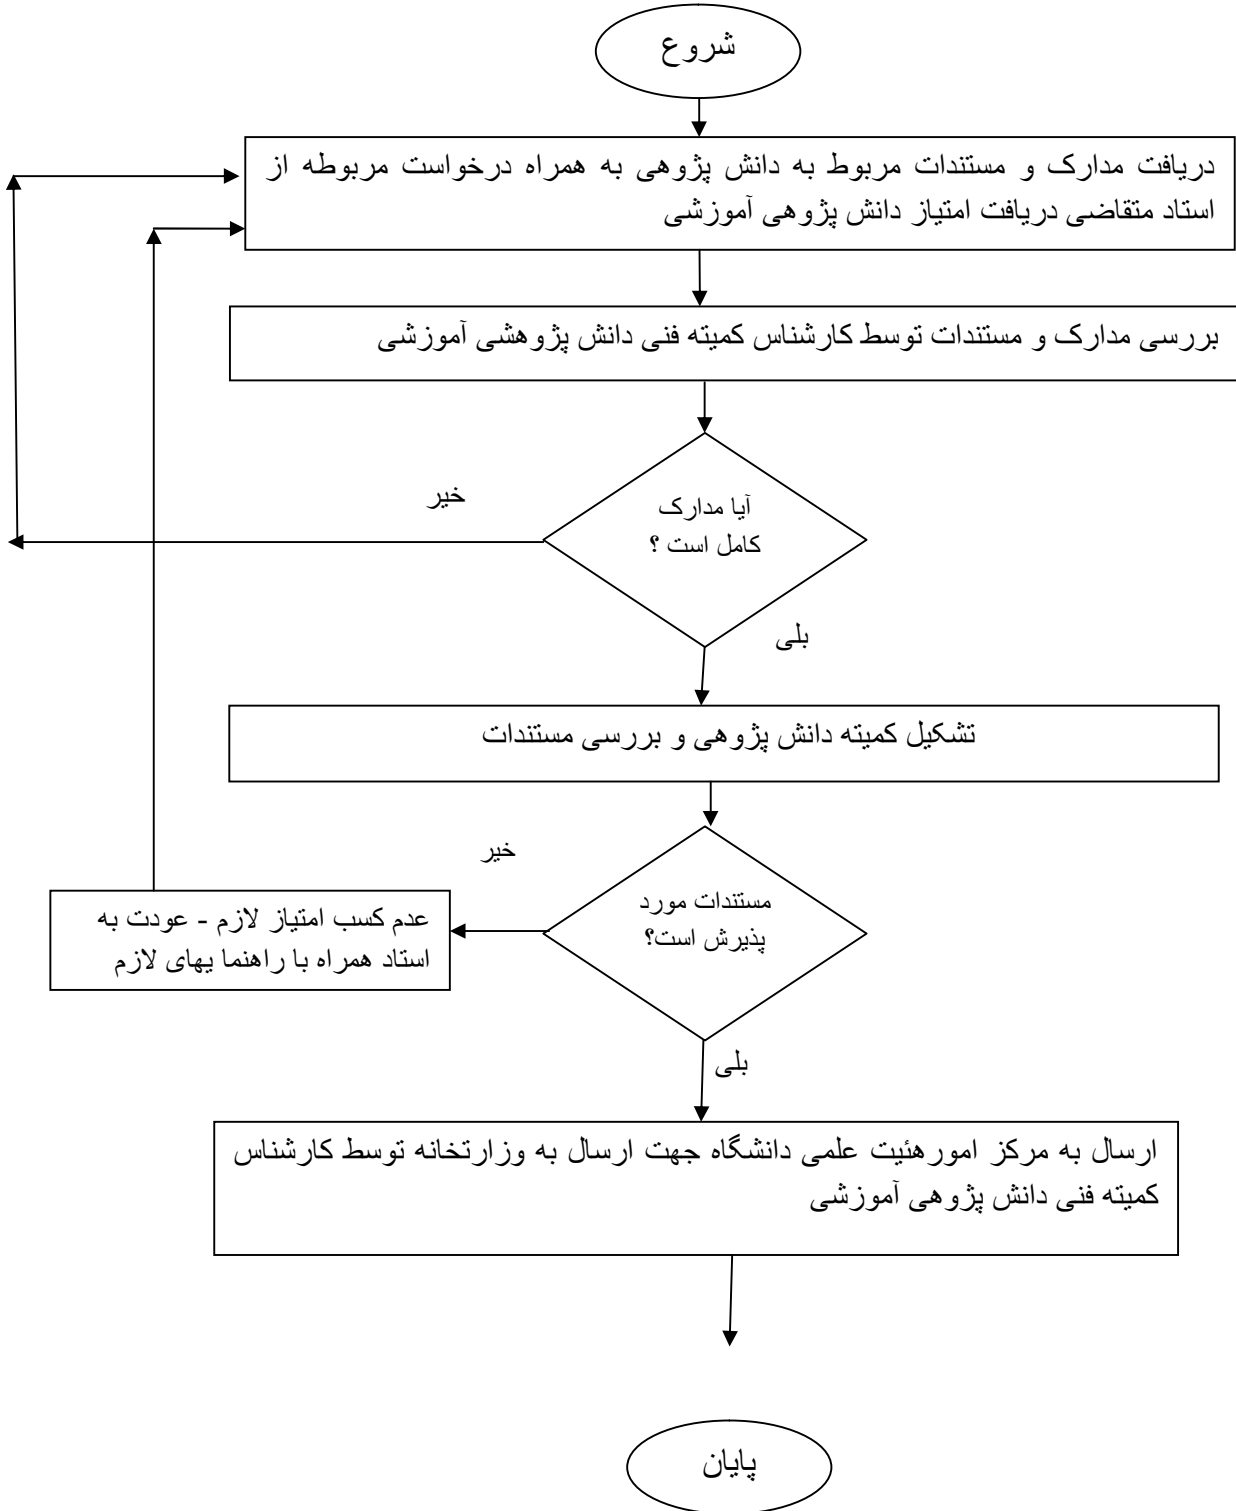 شروع
دریافت مدارک و مستندات مربوط به دانش پژوهی به همراه درخواست مربوطه از
استاد متقاضی دریافت امتیاز دانش پژوهی آموزشی
بررسی مدارک و مستندات توسط کارشناس کمیته فنی دانش پژوهشی آموزشی
خیر
آیا مدارک
کامل است ؟
بلی
تشکیل کمیته دانش پژوهی و بررسی مستندات
خیر
مستندات مورد
پذیرش است؟
عدم کسب امتیاز لازم - عودت به
استاد همراه با راهنما یهای لازم
بلی
ارسال به مرکز امورهئیت علمی دانشگاه جهت ارسال به وزارتخانه توسط کارشناس
کمیته فنی دانش پژوهی آموزشی
پایان